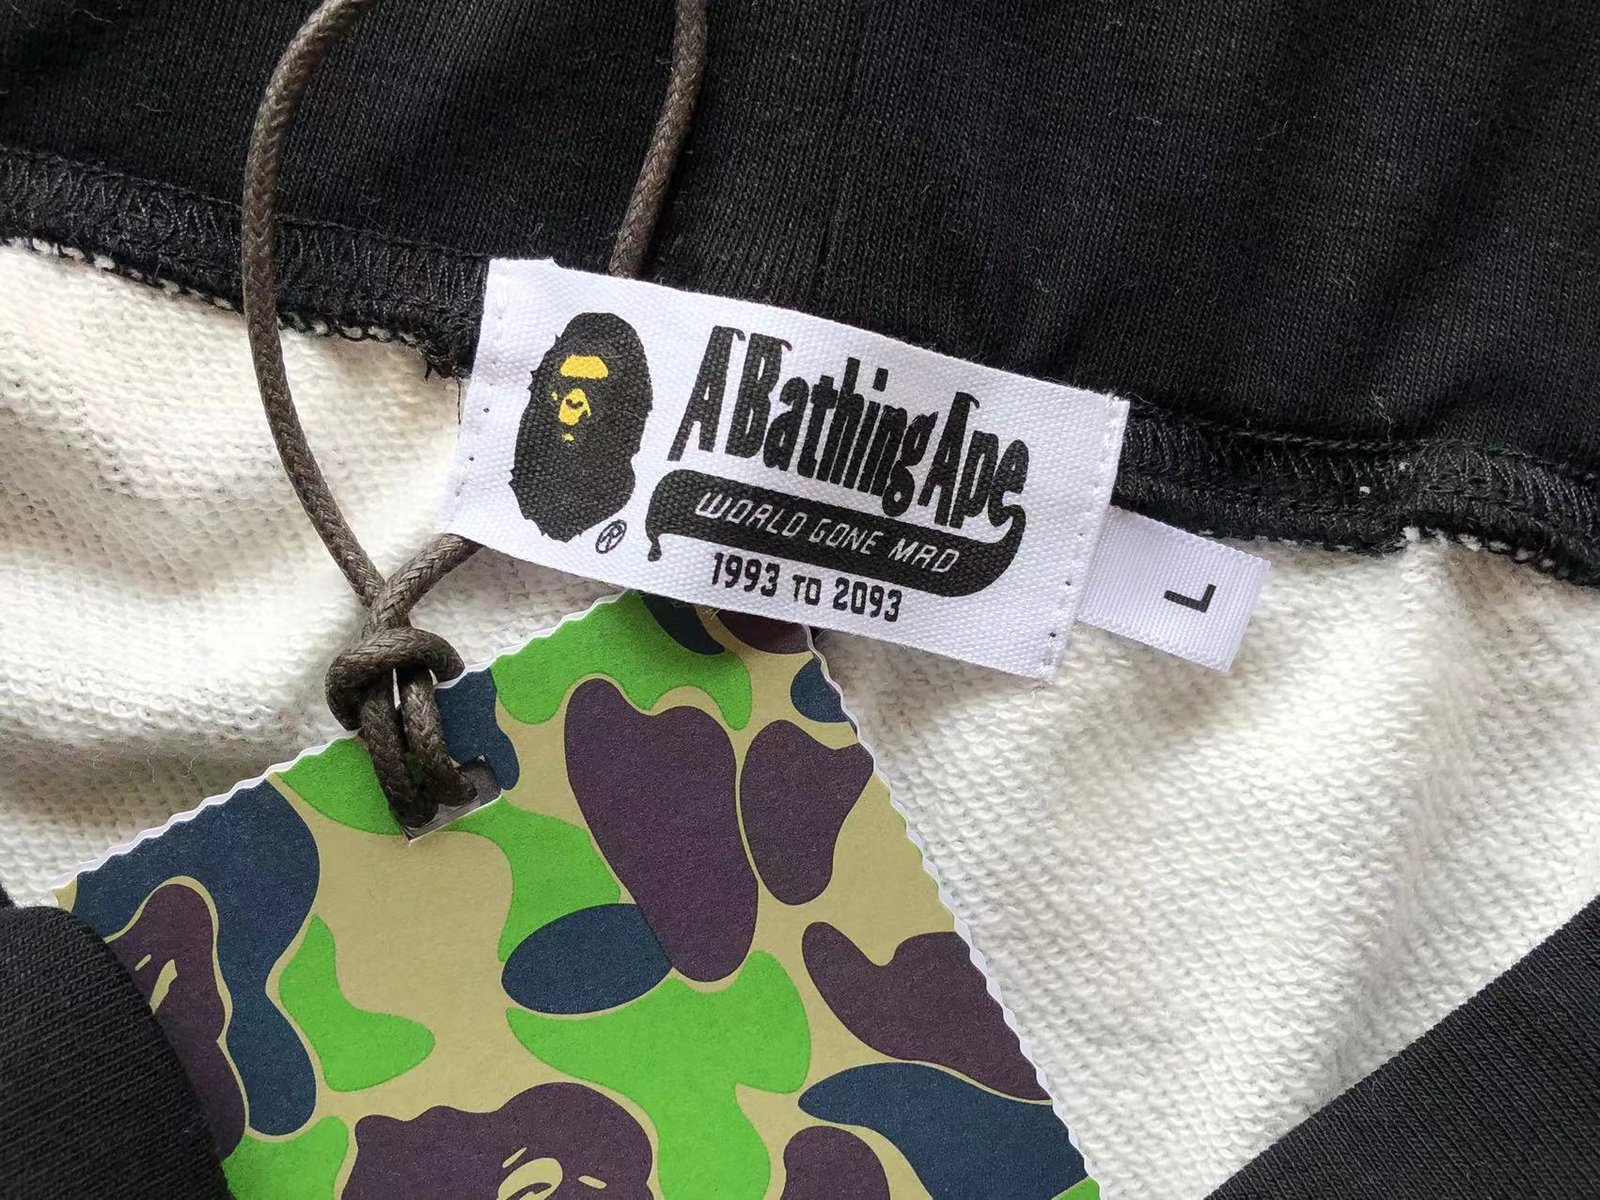 A Bathing Ape
WORLD GONE MAD
®
1993 TO 2093
L